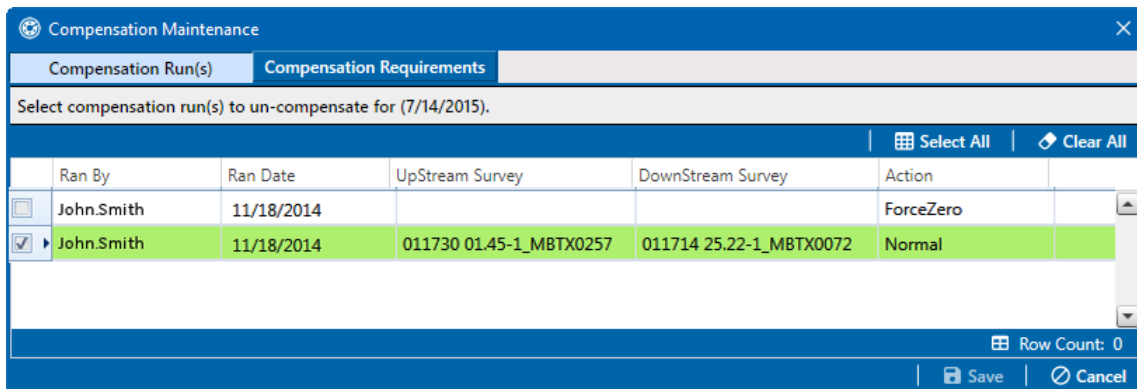 Compensation Maintenance
Compensation Run(s) Compensation Requirements
Select compensation run(s) to un-compensate for (7/14/2015).
Select All Clear All
Ran By Ran Date UpStream Survey DownStream Survey Action
John.Smith 11/18/2014 ForceZero
John.Smith 11/18/2014 011730 01.45-1_MBTX0257 011714 25.22-1_MBTX0072 Normal
Row Count: 0
Save Cancel